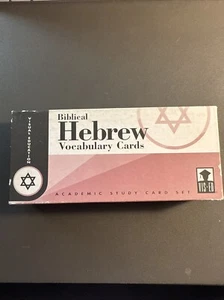 VISUAL EDUCATION
Biblical
Hebrew
Vocabulary Cards
ACADEMIC STUDY CARD SET
VIS-ED